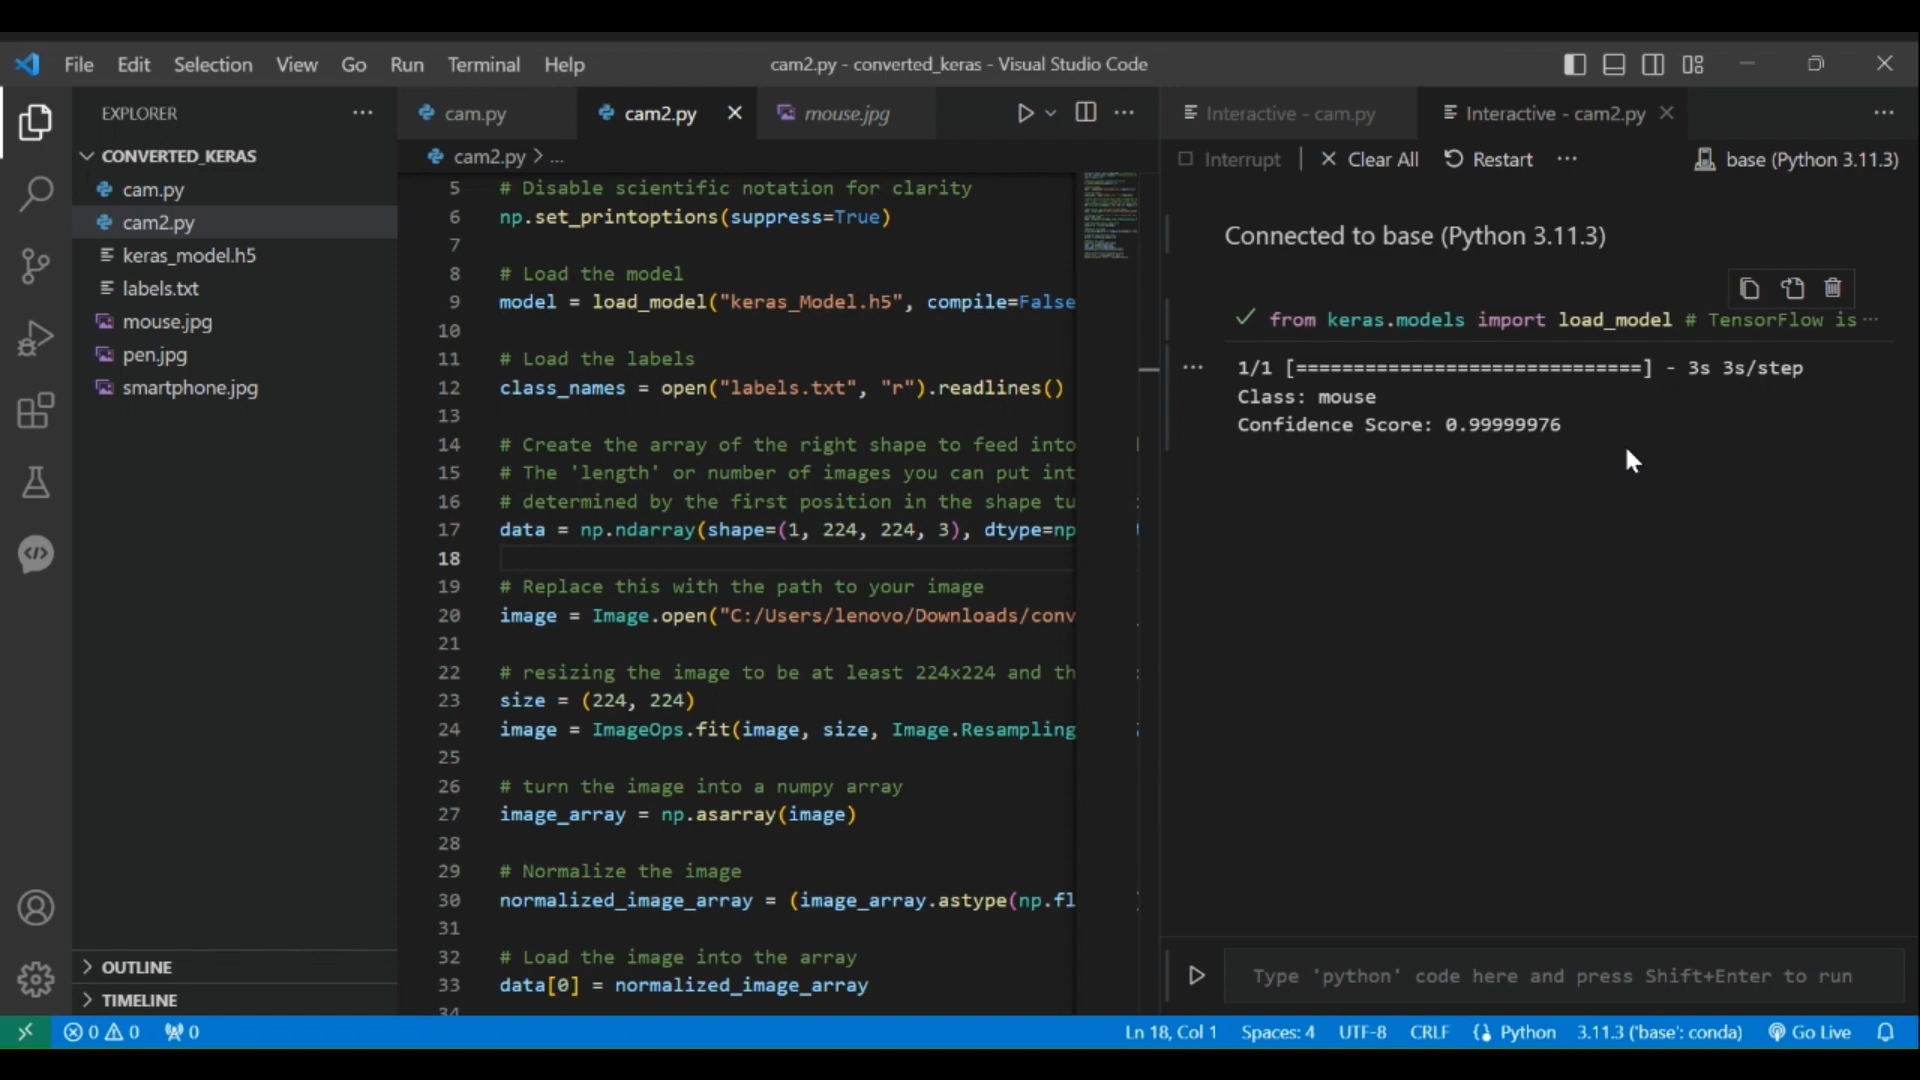 File Edit Selection View Go Run Terminal Help
cam2.py - converted_keras - Visual Studio Code
EXPLORER
CONVERTED_KERAS
cam.py
cam2.py
keras_model.h5
labels.txt
mouse.jpg
pen.jpg
smartphone.jpg
OUTLINE
TIMELINE
cam.py
cam2.py
mouse.jpg
cam2.py > ...
5 # Disable scientific notation for clarity
6 np.set_printoptions(suppress=True)
7
8 # Load the model
9 model = load_model("keras_Model.h5", compile=False
10
11 # Load the labels
12 class_names = open("labels.txt", "r").readlines()
13
14 # Create the array of the right shape to feed into
15 # The 'length' or number of images you can put int
16 # determined by the first position in the shape tu
17 data = np.ndarray(shape=(1, 224, 224, 3), dtype=np
18
19 # Replace this with the path to your image
20 image = Image.open("C:/Users/lenovo/Downloads/conv
21
22 # resizing the image to be at least 224x224 and th
23 size = (224, 224)
24 image = ImageOps.fit(image, size, Image.Resampling
25
26 # turn the image into a numpy array
27 image_array = np.asarray(image)
28
29 # Normalize the image
30 normalized_image_array = (image_array.astype(np.fl
31
32 # Load the image into the array
33 data[0] = normalized_image_array
34
Interactive - cam.py
Interactive - cam2.py
Interrupt | Clear All Restart ... base (Python 3.11.3)
Connected to base (Python 3.11.3)
from keras.models import load_model # TensorFlow is ...
1/1 [==============================] - 3s 3s/step
Class: mouse
Confidence Score: 0.99999976
Type 'python' code here and press Shift+Enter to run
0 0 0
Ln 18, Col 1 Spaces: 4 UTF-8 CRLF Python 3.11.3 ('base': conda) Go Live